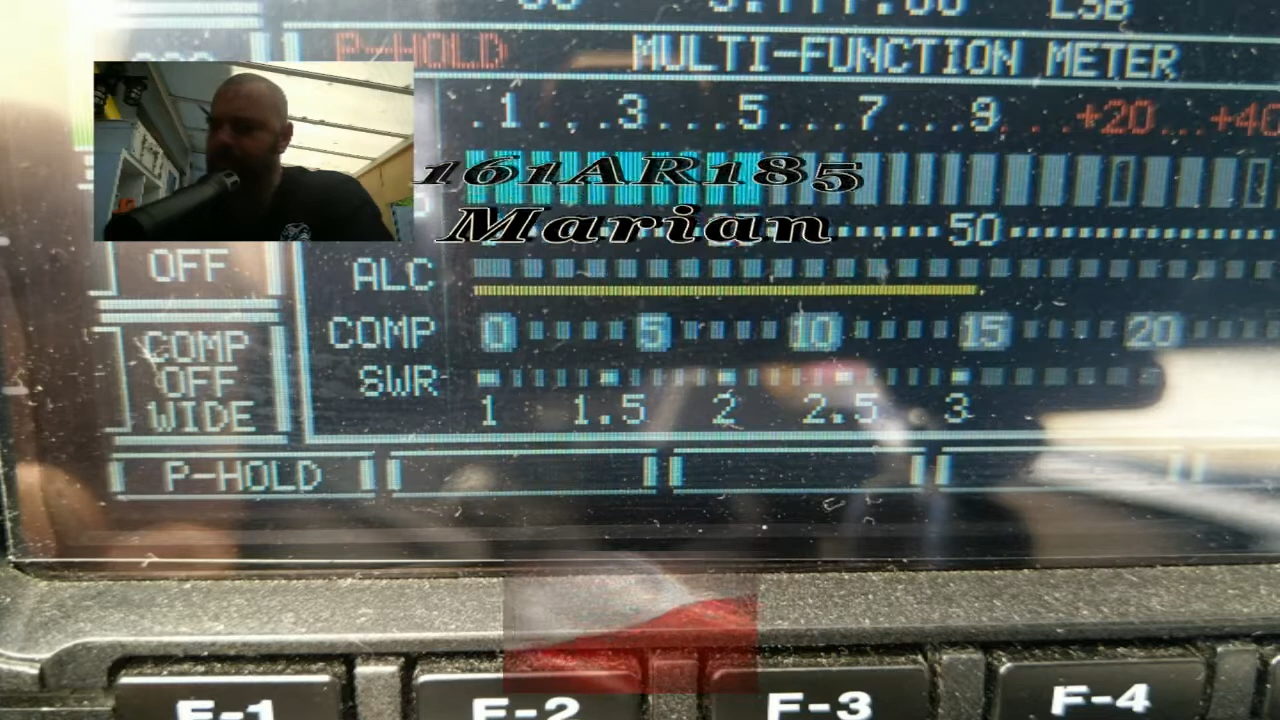 LSB
P-HOLD MULTI-FUNCTION METER
.1...3...5...7...9...+20...+40
161AR185
Marian
50
OFF ALC
COMP 0 5 10 15 20
COMP
OFF SWR
WIDE 1 1.5 2 2.5 3
P-HOLD
F-1 F-2 F-3 F-4